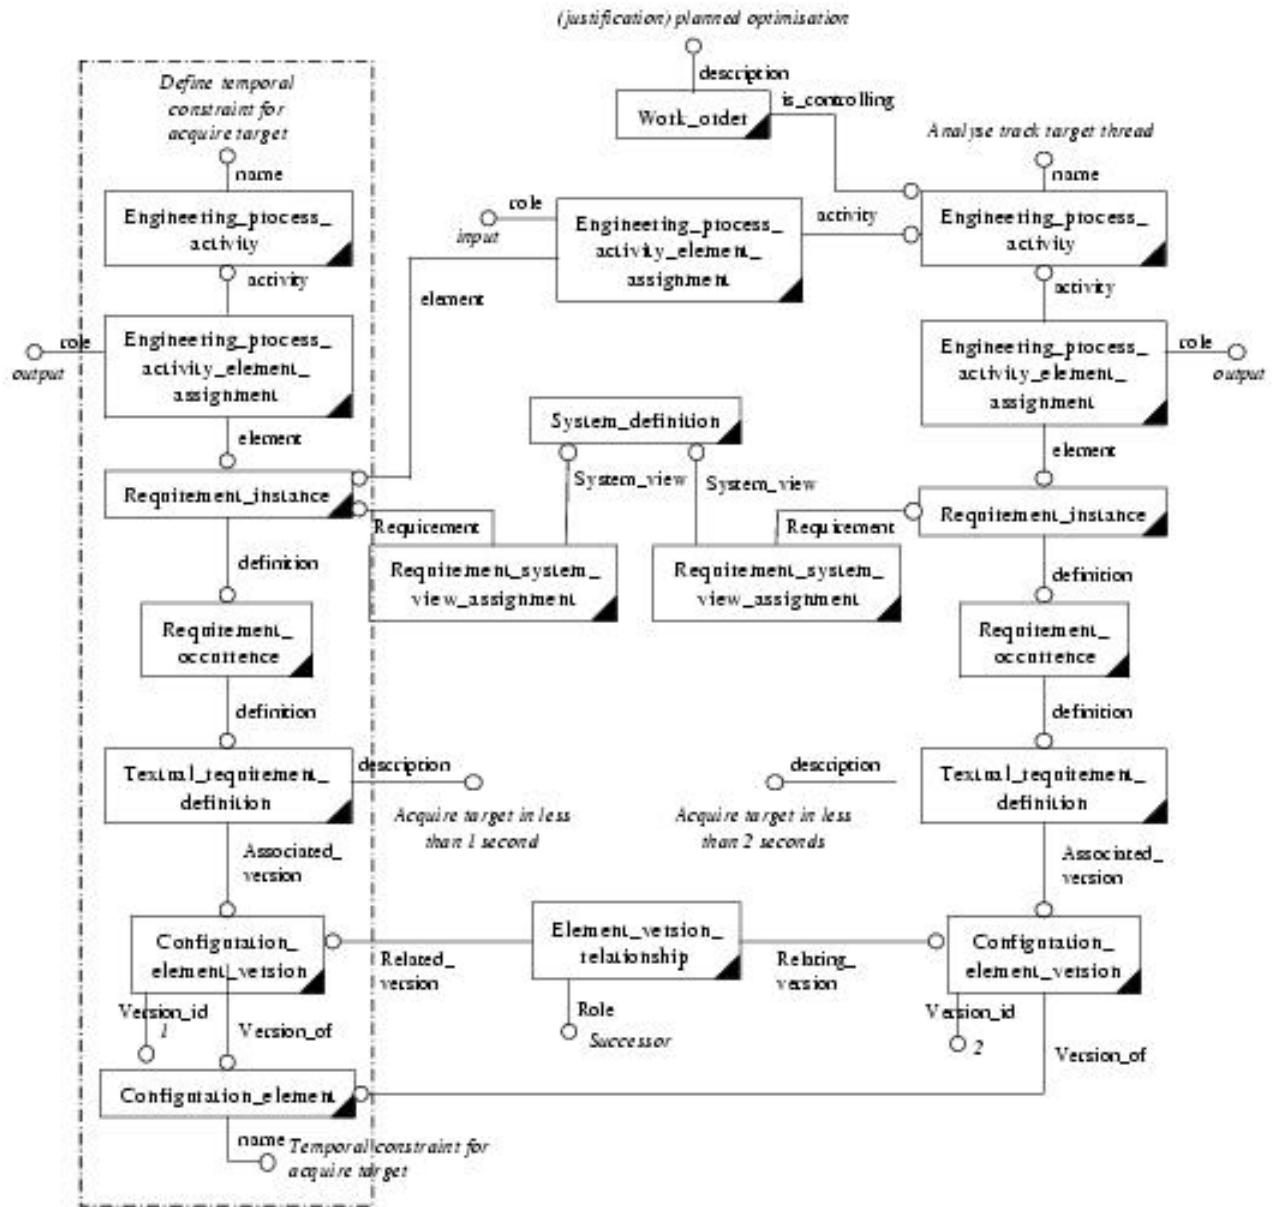 (justification) planned optimisation
description
Work_order
is_controlling
Define temporal
constraint for
acquire target
name
Analyse track target thread
name
Engineering_process_
activity
role
input
Engineering_process_
activity_element_
assignment
activity
Engineering_process_
activity
activity
element
activity
role
output
Engineering_process_
activity_element_
assignment
Engineering_process_
activity_element_
assignment
role
output
System_definition
element
element
System_view
System_view
Requirement_instance
Requirement
Requirement
Requirement_instance
definition
Requirement_system_
view_assignment
Requirement_system_
view_assignment
definition
Requirement_
occurrence
Requirement_
occurrence
definition
definition
Textual_requirement_
definition
description
description
Textual_requirement_
definition
Acquire target in less
than 1 second
Acquire target in less
than 2 seconds
Associated_
version
Associated_
version
Configuration_
element_version
Related_
version
Element_version_
relationship
Relating_
version
Configuration_
element_version
Version_id
1
Version_of
Role
Successor
Version_id
2
Version_of
Configuration_element
name
Temporal constraint for
acquire target